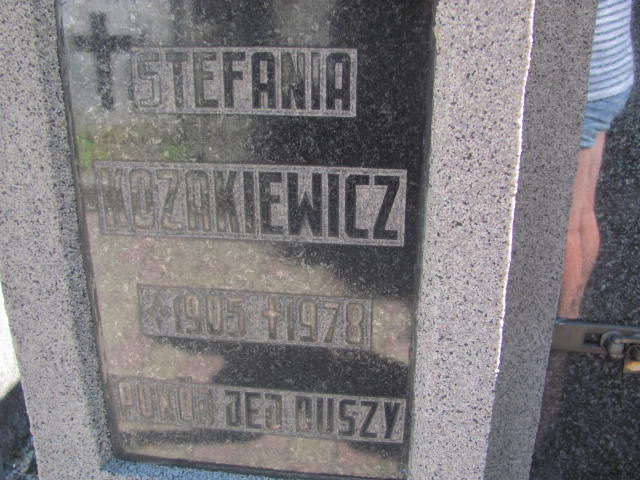 STEFANIA
KOZAKIEWICZ
* 1905 † 1978
POKÓJ JEJ DUSZY